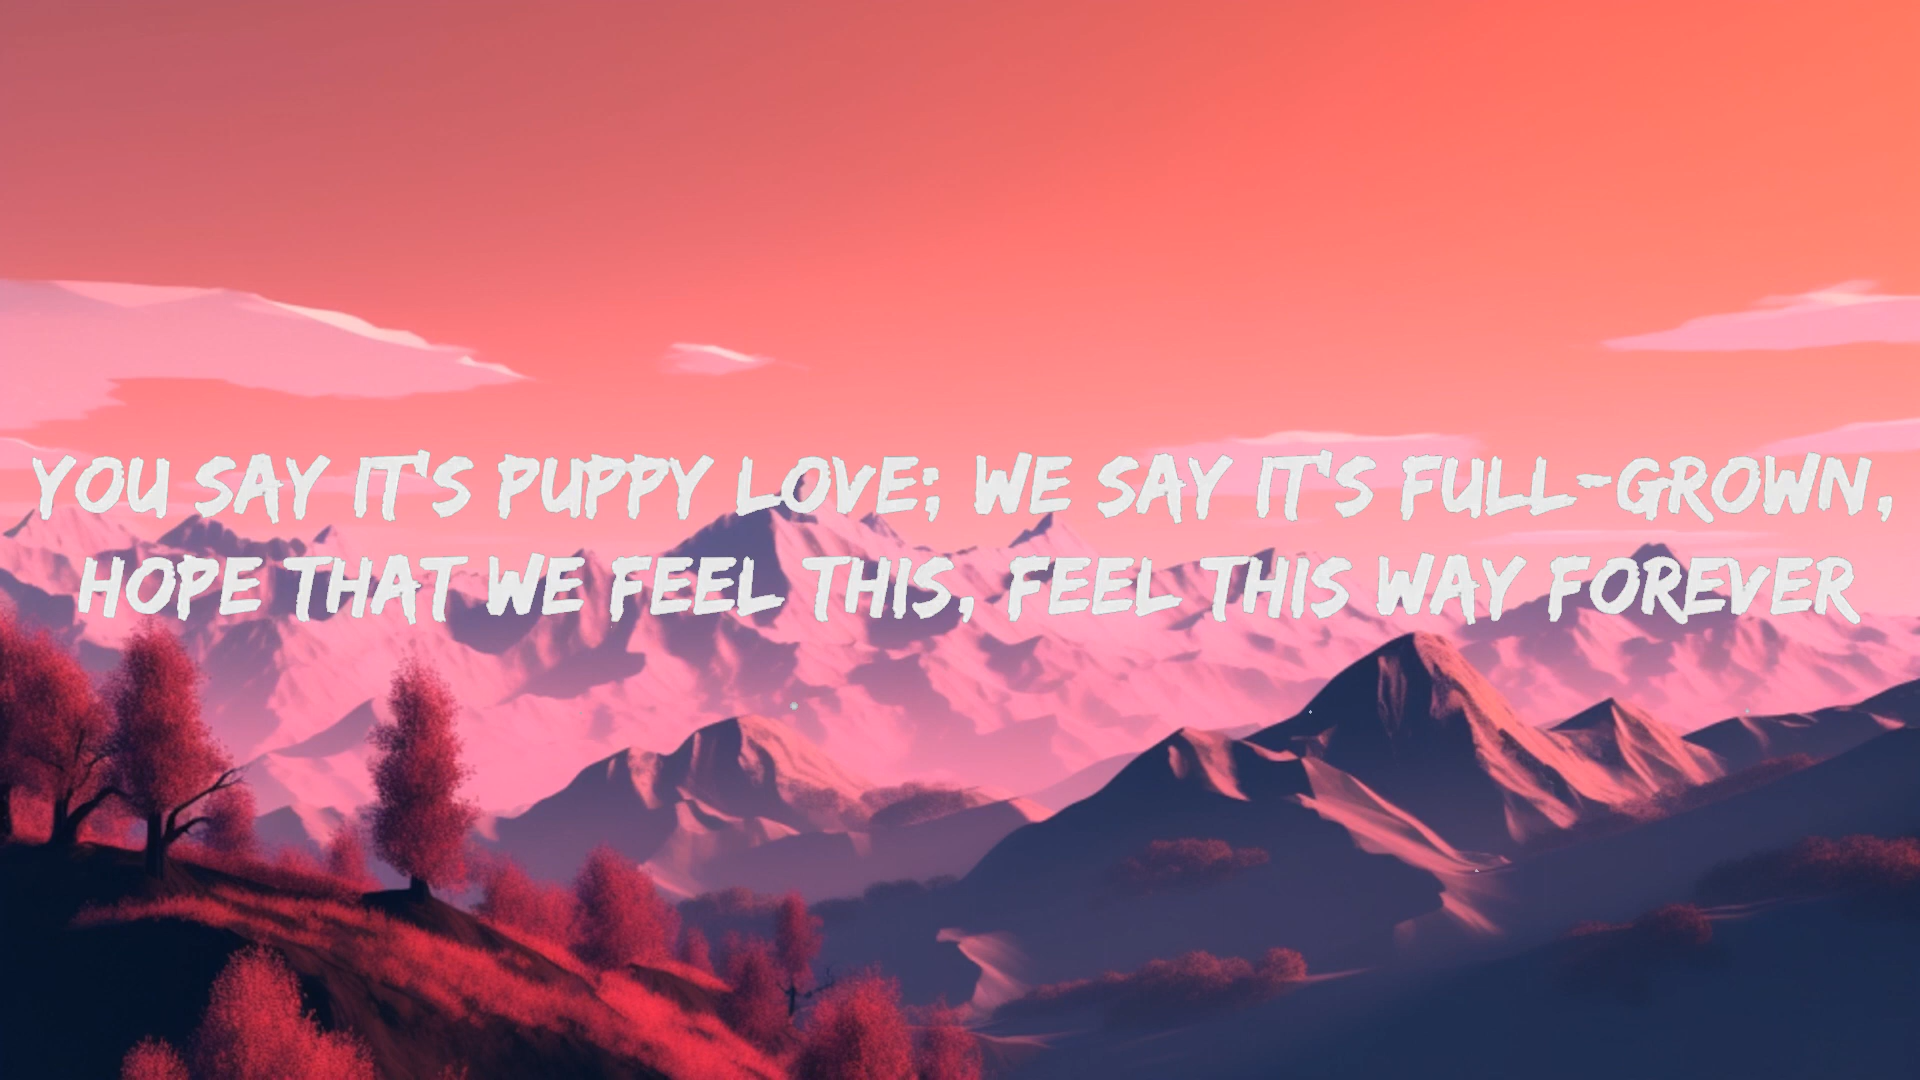 YOU SAY IT'S PUPPY LOVE; WE SAY IT'S FULL-GROWN,
HOPE THAT WE FEEL THIS, FEEL THIS WAY FOREVER